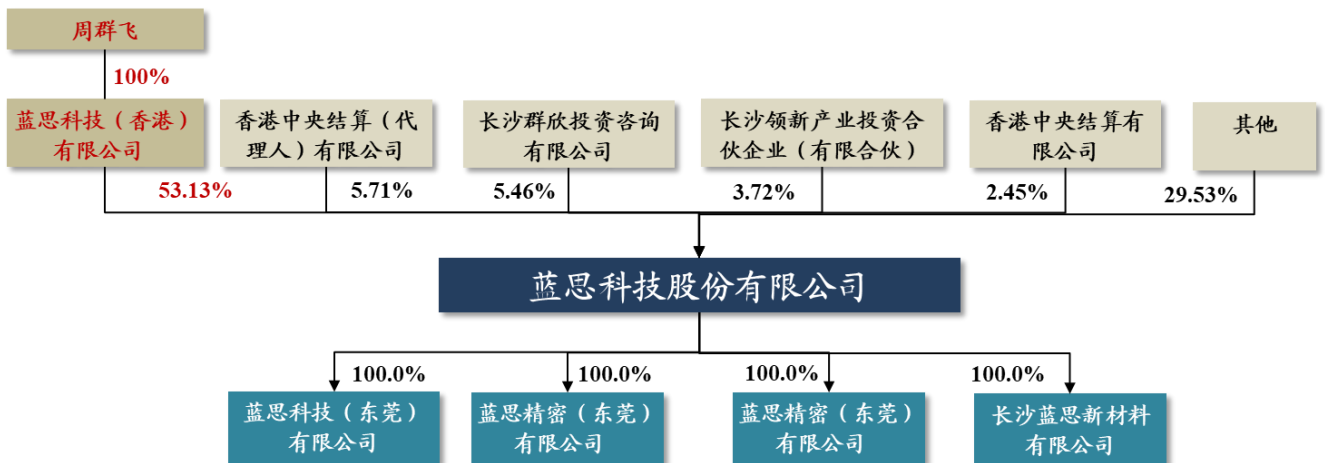 周群飞
100%
蓝思科技（香港）
有限公司
香港中央结算（代
理人）有限公司
长沙群欣投资咨询
有限公司
长沙领新产业投资合
伙企业（有限合伙）
香港中央结算有
限公司
其他
53.13%
5.71%
5.46%
3.72%
2.45%
29.53%
蓝思科技股份有限公司
100.0%
100.0%
100.0%
100.0%
蓝思科技（东莞）
有限公司
蓝思精密（东莞）
有限公司
蓝思精密（东莞）
有限公司
长沙蓝思新材料
有限公司